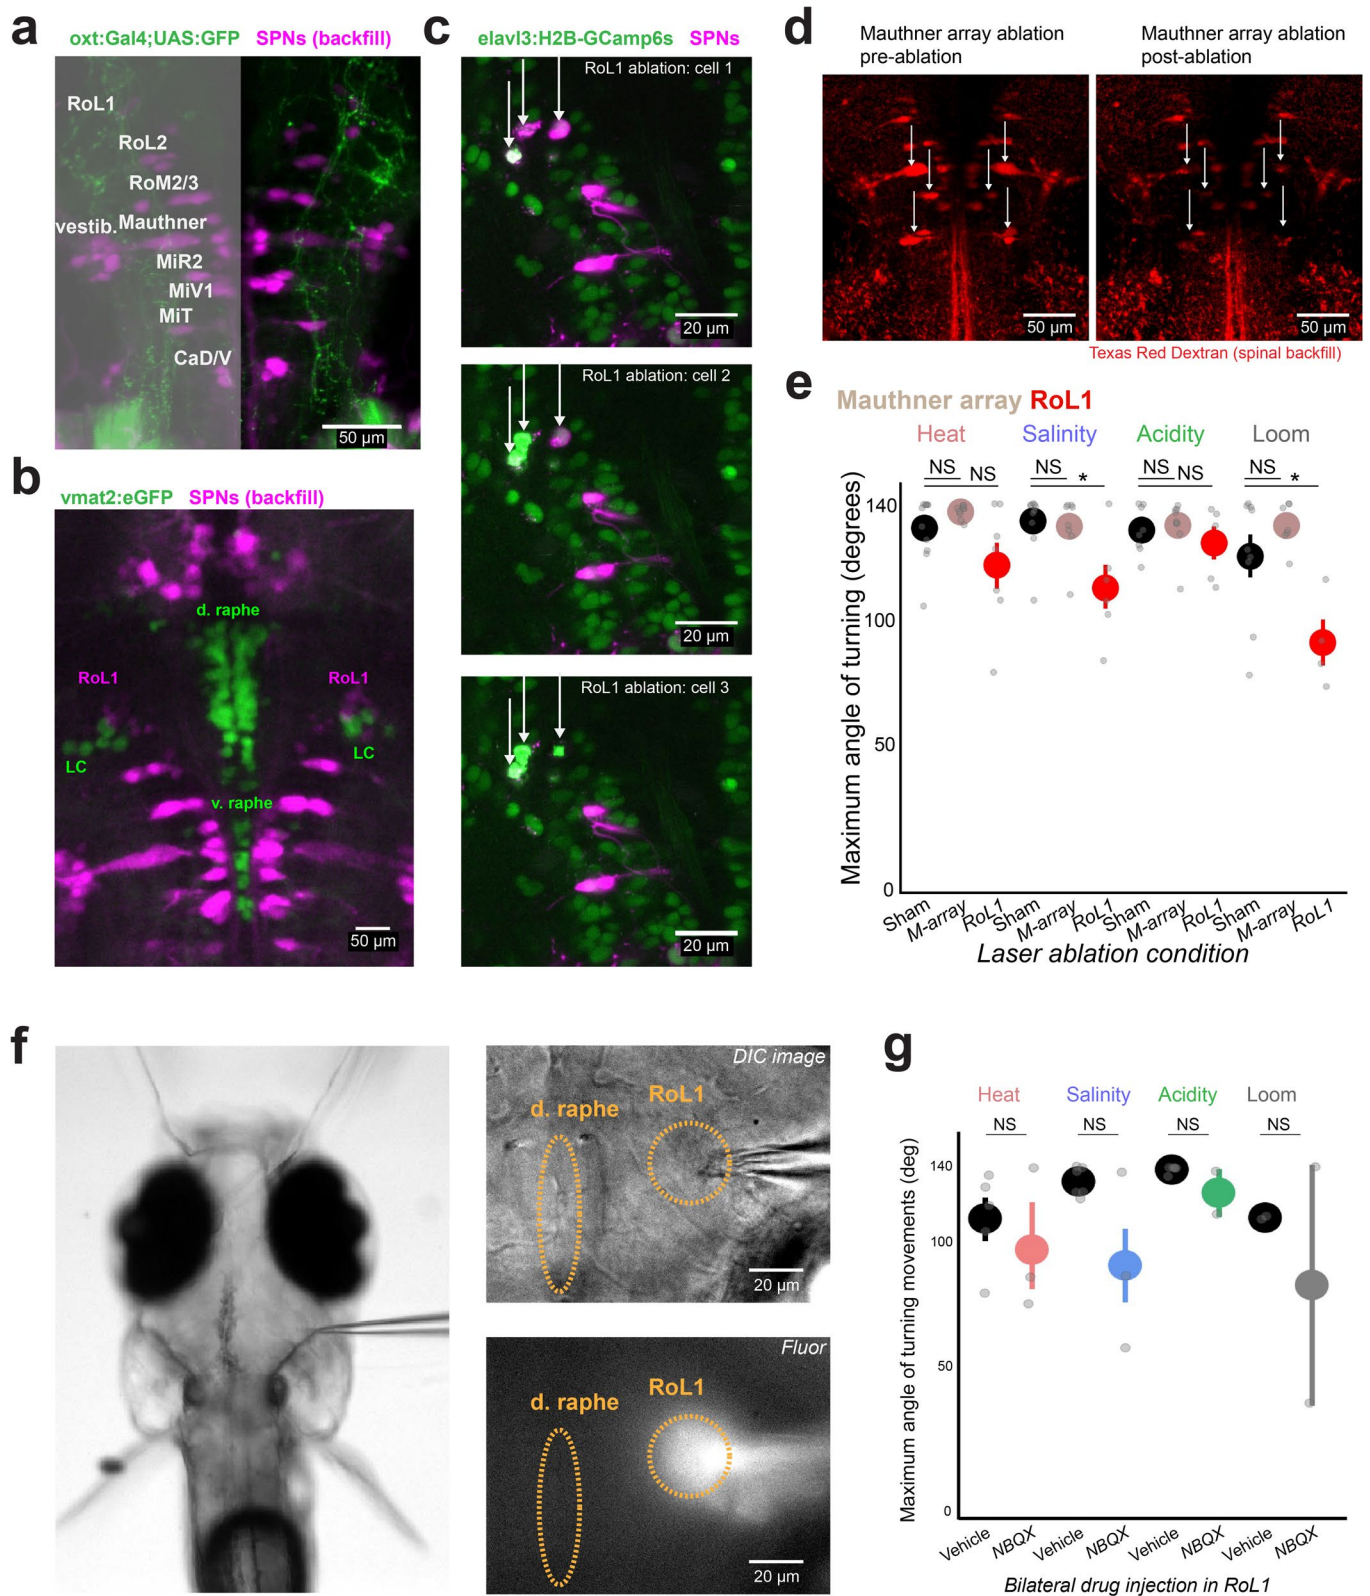 a
oxt:Gal4;UAS:GFP SPNs (backfill)
RoL1
RoL2
RoM2/3
vestib. Mauthner
MiR2
MiV1
MiT
CaD/V
50 µm
b
vmat2:eGFP SPNs (backfill)
d. raphe
RoL1 RoL1
LC
LC
v. raphe
50 µm
c
elavl3:H2B-GCamp6s SPNs
RoL1 ablation: cell 1
20 µm
RoL1 ablation: cell 2
20 µm
RoL1 ablation: cell 3
20 µm
d
Mauthner array ablation
pre-ablation
Mauthner array ablation
post-ablation
50 µm
50 µm
Texas Red Dextran (spinal backfill)
e
Mauthner array RoL1
Heat Salinity Acidity Loom
NS NS NS * NS NS NS *
Maximum angle of turning (degrees)
140
100
50
0
Sham M-array RoL1 Sham M-array RoL1 Sham M-array RoL1 Sham M-array RoL1
Laser ablation condition
f
DIC image
RoL1
d. raphe
20 µm
Fluor
RoL1
d. raphe
20 µm
g
Heat Salinity Acidity Loom
NS NS NS NS
Maximum angle of turning movements (deg)
140
100
50
0
Vehicle NBQX Vehicle NBQX Vehicle NBQX Vehicle NBQX
Bilateral drug injection in RoL1